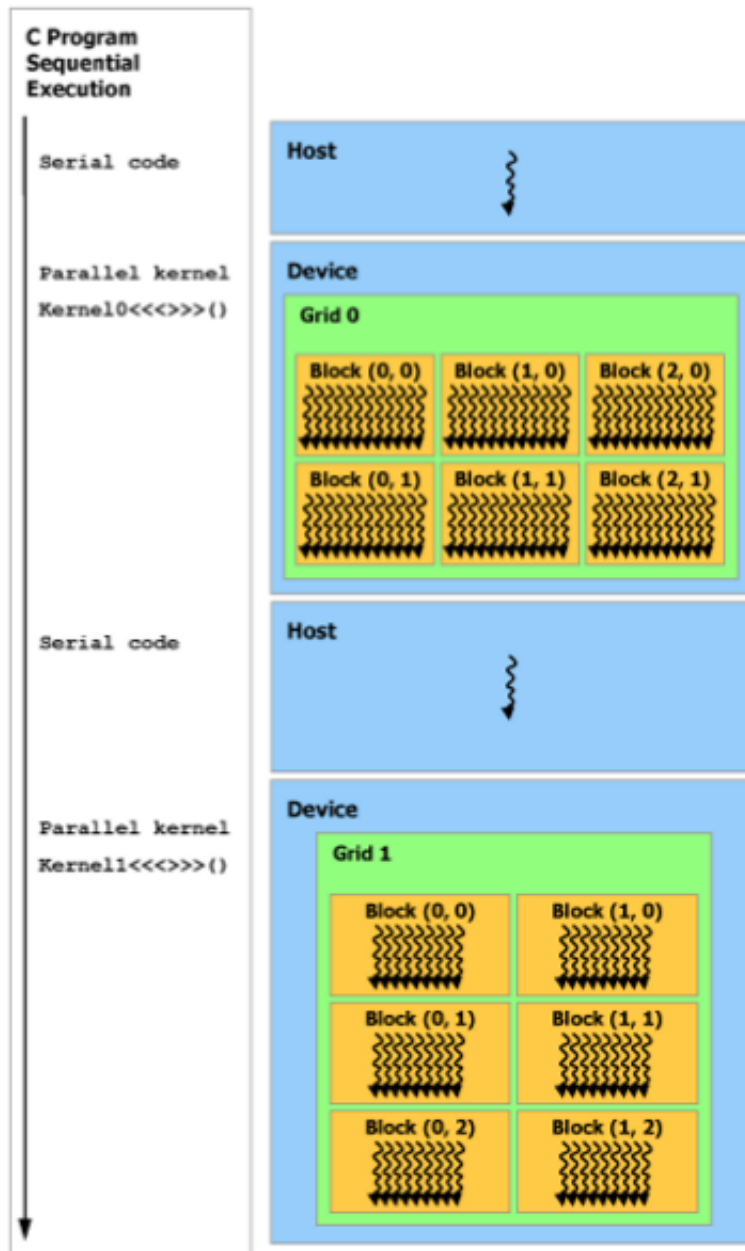 C Program
Sequential
Execution
Serial code
Host
Parallel kernel
Kernel0<<<>>>()
Device
Grid 0
Block (0, 0)
Block (1, 0)
Block (2, 0)
Block (0, 1)
Block (1, 1)
Block (2, 1)
Serial code
Host
Parallel kernel
Kernel1<<<>>>()
Device
Grid 1
Block (0, 0)
Block (1, 0)
Block (0, 1)
Block (1, 1)
Block (0, 2)
Block (1, 2)